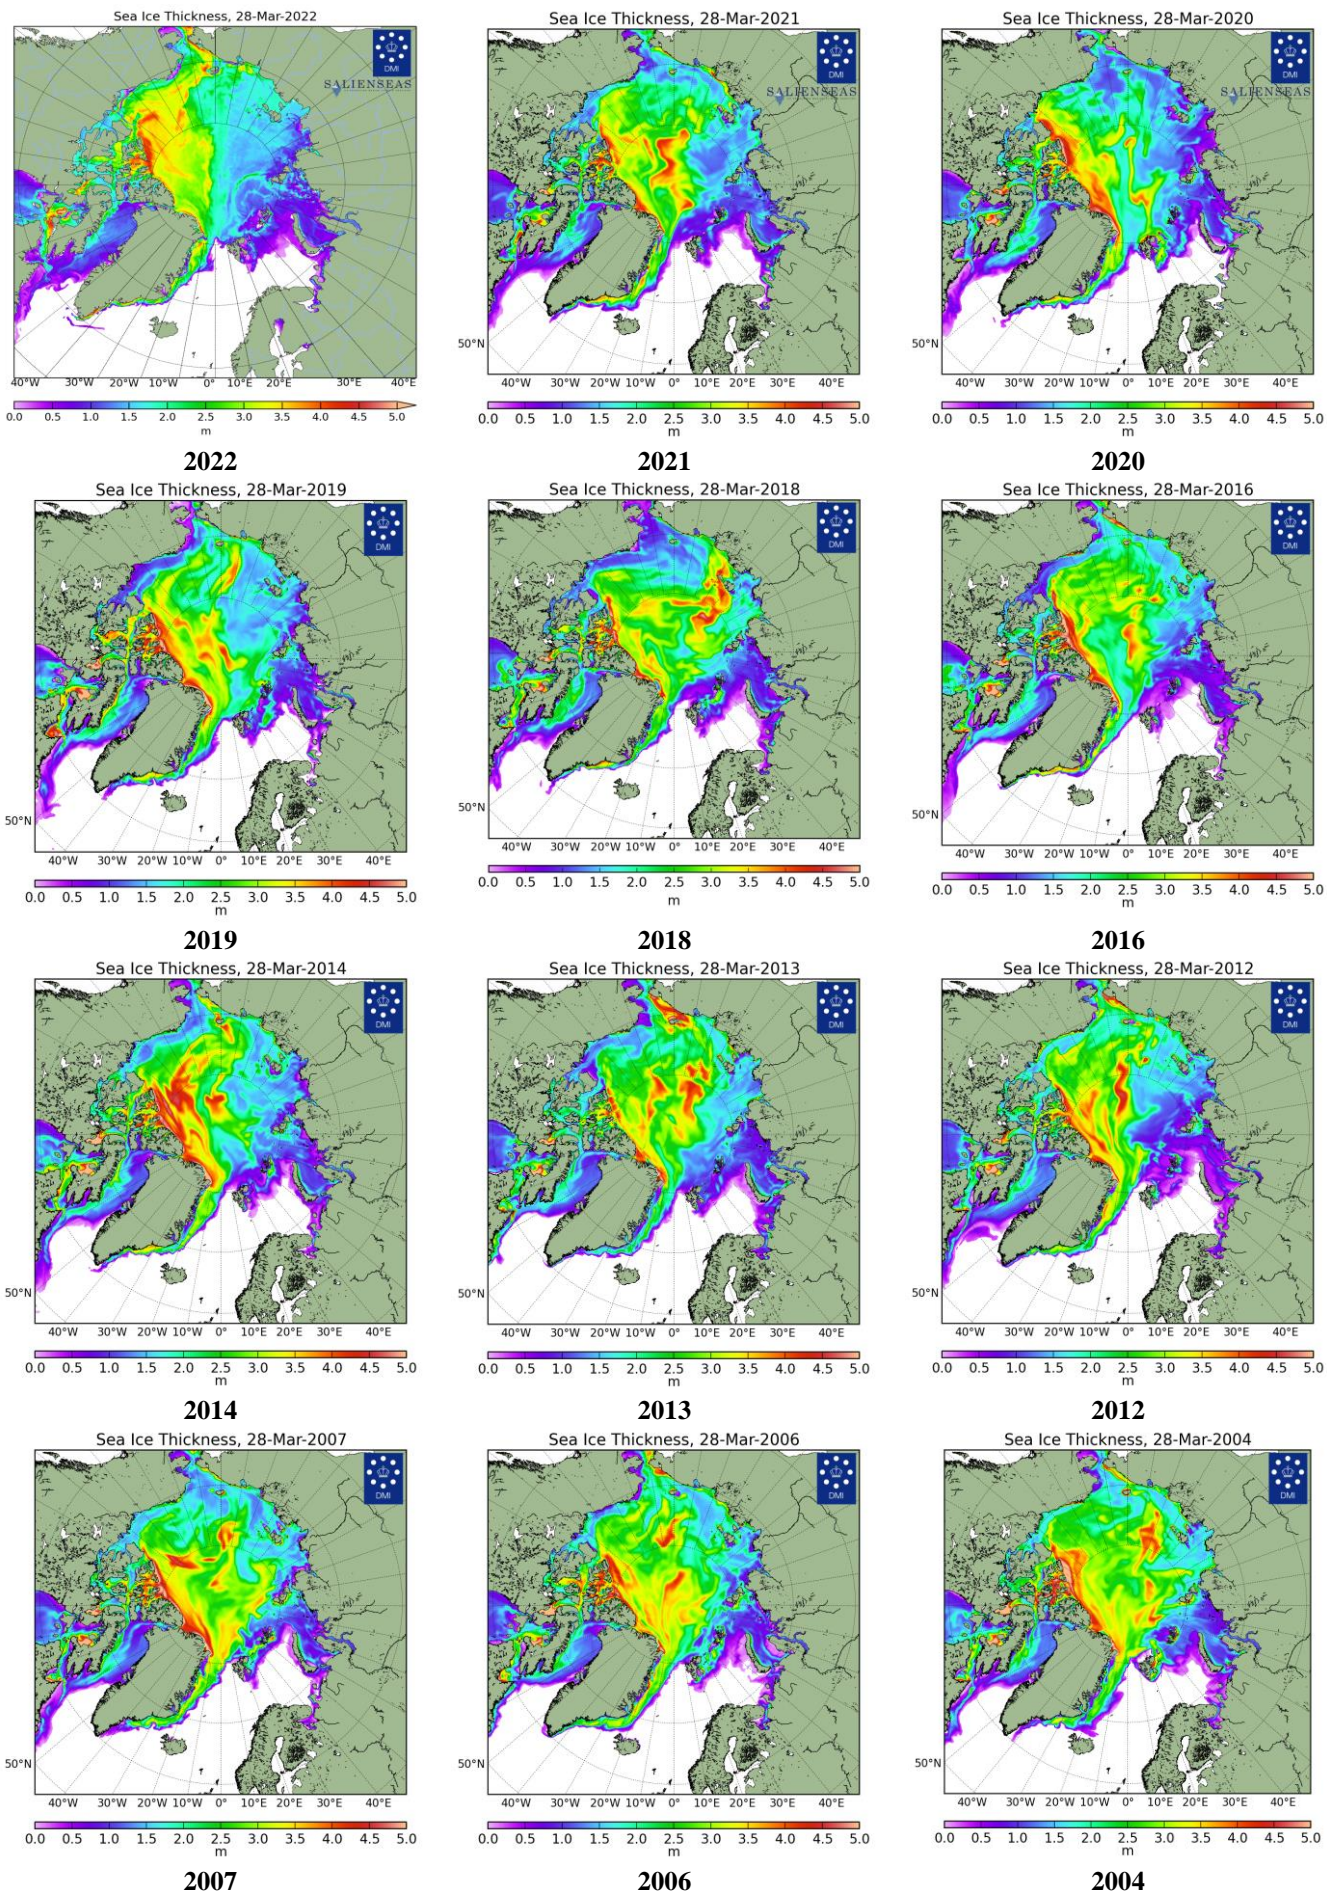 Sea Ice Thickness, 28-Mar-2022
DMI
SALIENSEAS
40°W 30°W 20°W 10°W 0° 10°E 20°E 30°E 40°E
0.0 0.5 1.0 1.5 2.0 2.5 3.0 3.5 4.0 4.5 5.0
m
2022
Sea Ice Thickness, 28-Mar-2021
DMI
SALIENSEAS
50°N
40°W 30°W 20°W 10°W 0° 10°E 20°E 30°E 40°E
0.0 0.5 1.0 1.5 2.0 2.5 3.0 3.5 4.0 4.5 5.0
m
2021
Sea Ice Thickness, 28-Mar-2020
DMI
SALIENSEAS
50°N
40°W 30°W 20°W 10°W 0° 10°E 20°E 30°E 40°E
0.0 0.5 1.0 1.5 2.0 2.5 3.0 3.5 4.0 4.5 5.0
m
2020
Sea Ice Thickness, 28-Mar-2019
DMI
50°N
40°W 30°W 20°W 10°W 0° 10°E 20°E 30°E 40°E
0.0 0.5 1.0 1.5 2.0 2.5 3.0 3.5 4.0 4.5 5.0
m
2019
Sea Ice Thickness, 28-Mar-2018
DMI
50°N
40°W 30°W 20°W 10°W 0° 10°E 20°E 30°E 40°E
0.0 0.5 1.0 1.5 2.0 2.5 3.0 3.5 4.0 4.5 5.0
m
2018
Sea Ice Thickness, 28-Mar-2016
DMI
50°N
40°W 30°W 20°W 10°W 0° 10°E 20°E 30°E 40°E
0.0 0.5 1.0 1.5 2.0 2.5 3.0 3.5 4.0 4.5 5.0
m
2016
Sea Ice Thickness, 28-Mar-2014
DMI
50°N
40°W 30°W 20°W 10°W 0° 10°E 20°E 30°E 40°E
0.0 0.5 1.0 1.5 2.0 2.5 3.0 3.5 4.0 4.5 5.0
m
2014
Sea Ice Thickness, 28-Mar-2013
DMI
50°N
40°W 30°W 20°W 10°W 0° 10°E 20°E 30°E 40°E
0.0 0.5 1.0 1.5 2.0 2.5 3.0 3.5 4.0 4.5 5.0
m
2013
Sea Ice Thickness, 28-Mar-2012
DMI
50°N
40°W 30°W 20°W 10°W 0° 10°E 20°E 30°E 40°E
0.0 0.5 1.0 1.5 2.0 2.5 3.0 3.5 4.0 4.5 5.0
m
2012
Sea Ice Thickness, 28-Mar-2007
DMI
50°N
40°W 30°W 20°W 10°W 0° 10°E 20°E 30°E 40°E
0.0 0.5 1.0 1.5 2.0 2.5 3.0 3.5 4.0 4.5 5.0
m
2007
Sea Ice Thickness, 28-Mar-2006
DMI
50°N
40°W 30°W 20°W 10°W 0° 10°E 20°E 30°E 40°E
0.0 0.5 1.0 1.5 2.0 2.5 3.0 3.5 4.0 4.5 5.0
m
2006
Sea Ice Thickness, 28-Mar-2004
DMI
50°N
40°W 30°W 20°W 10°W 0° 10°E 20°E 30°E 40°E
0.0 0.5 1.0 1.5 2.0 2.5 3.0 3.5 4.0 4.5 5.0
m
2004